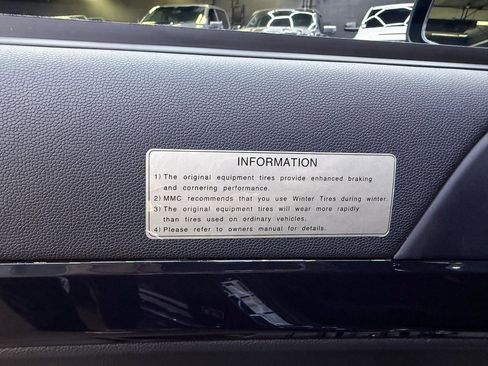 INFORMATION
1) The original equipment tires provide enhanced braking
and cornering performance.
2) MMC recommends that you use Winter Tires during winter.
3) The original equipment tires will wear more rapidly
than tires used on ordinary vehicles.
4) Please refer to owners manual for details.